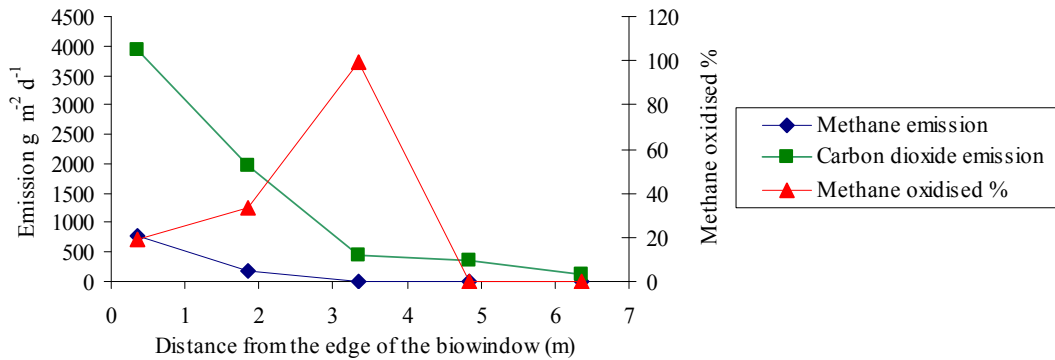 4500
4000
3500
3000
2500
2000
1500
1000
500
0
Emission g m⁻² d⁻¹
120
100
80
60
40
20
0
Methane oxidised %
0 1 2 3 4 5 6 7
Distance from the edge of the biowindow (m)
Methane emission
Carbon dioxide emission
Methane oxidised %